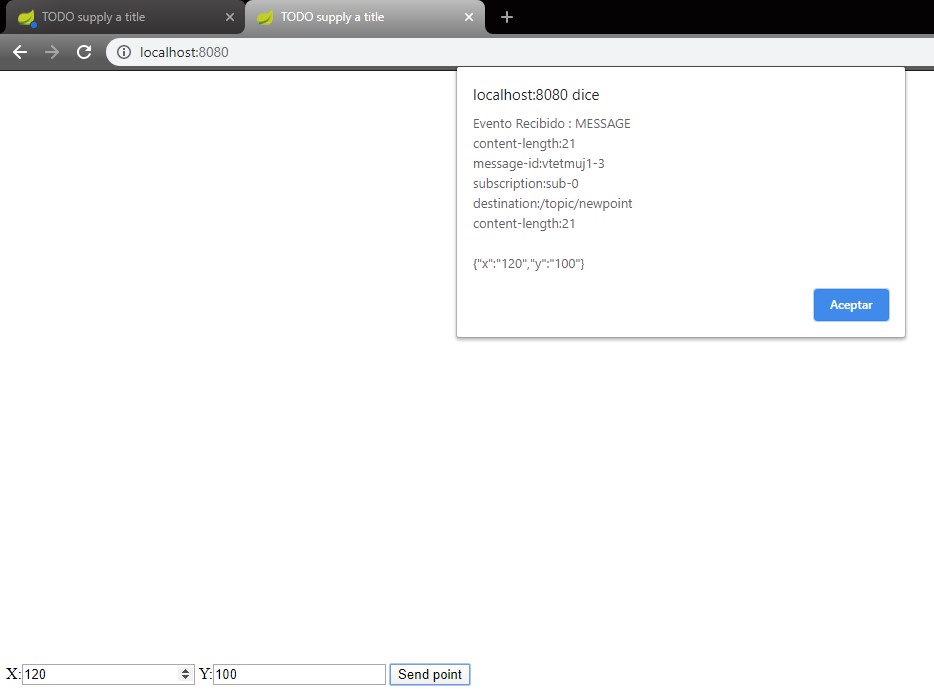 TODO supply a title
TODO supply a title
localhost:8080
localhost:8080 dice
Evento Recibido : MESSAGE
content-length:21
message-id:vtetmuj1-3
subscription:sub-0
destination:/topic/newpoint
content-length:21
{"x":"120","y":"100"}
Aceptar
X: 120 Y: 100 Send point